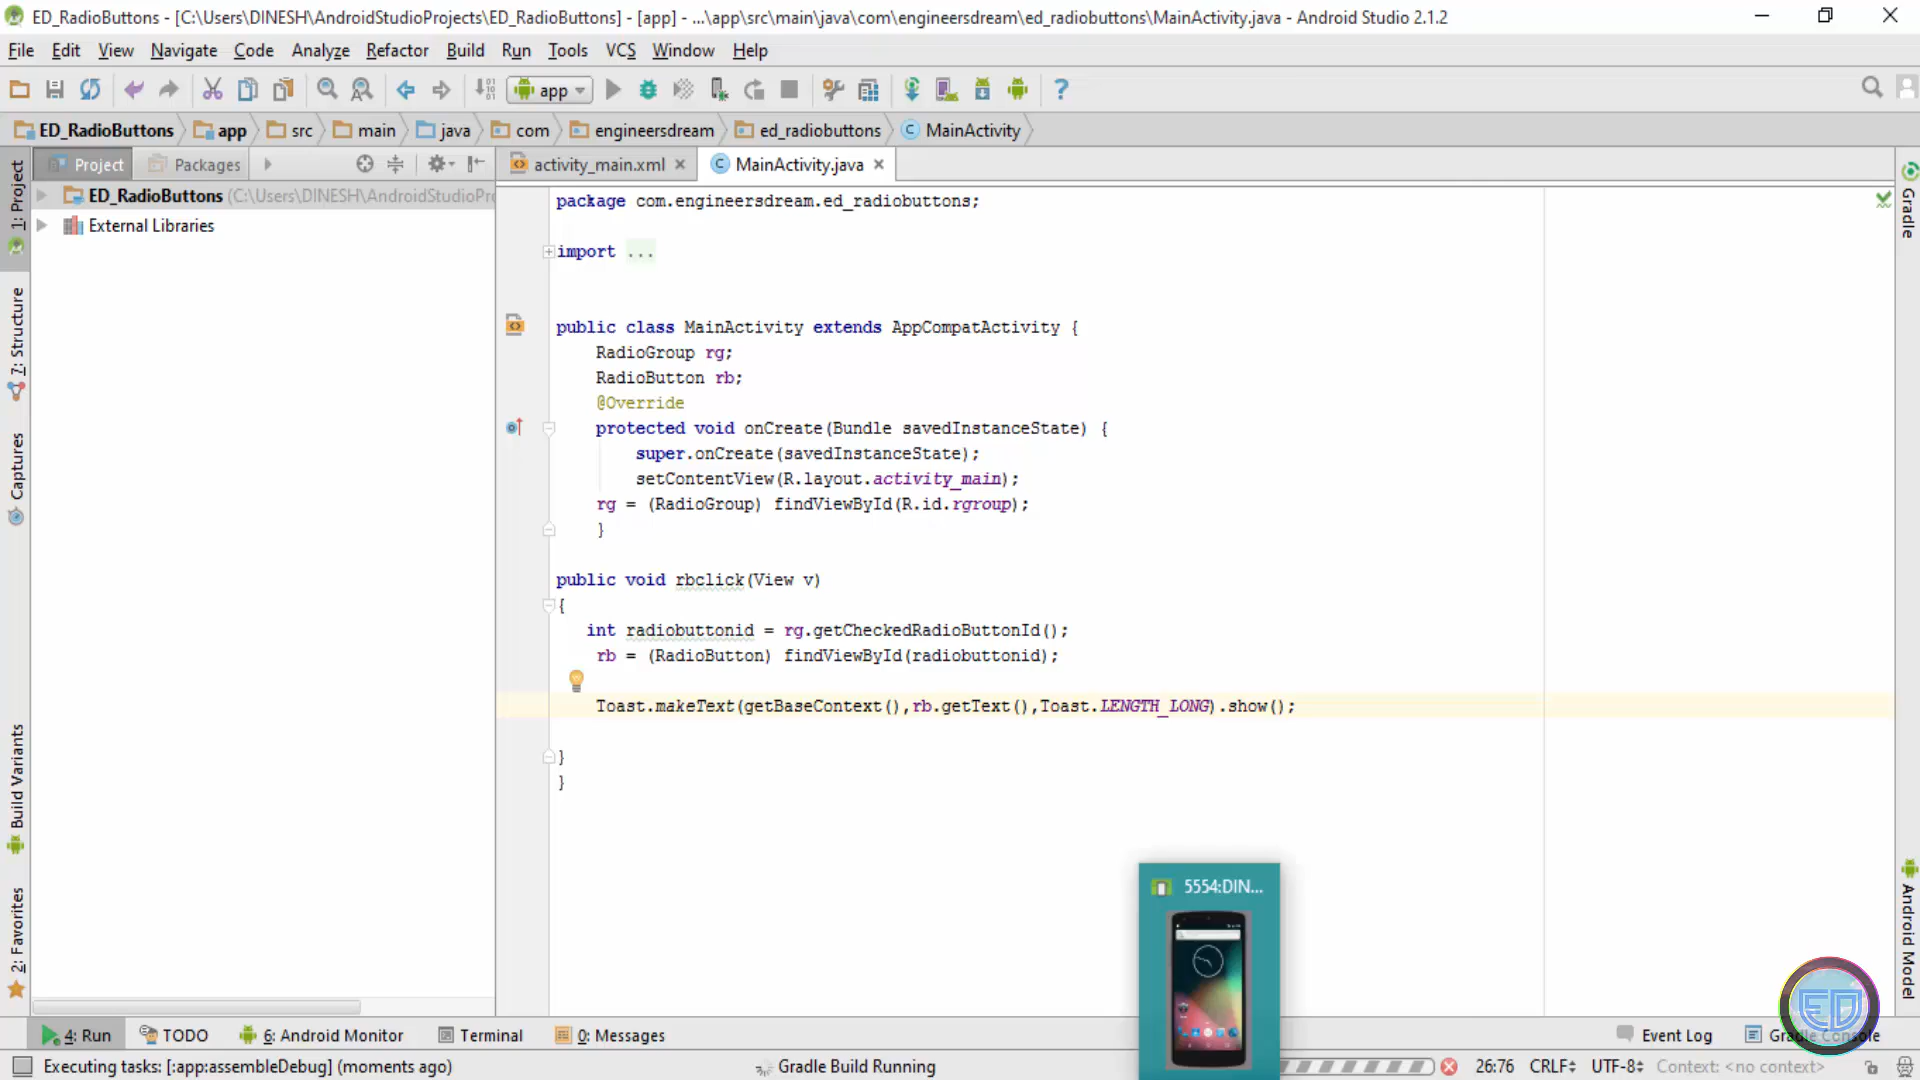 ED_RadioButtons - [C:\Users\DINESH\AndroidStudioProjects\ED_RadioButtons] - [app] - ...\app\src\main\java\com\engineersdream\ed_radiobuttons\MainActivity.java - Android Studio 2.1.2
File Edit View Navigate Code Analyze Refactor Build Run Tools VCS Window Help
app
ED_RadioButtons app src main java com engineersdream ed_radiobuttons MainActivity
Project Packages activity_main.xml MainActivity.java
ED_RadioButtons (C:\Users\DINESH\AndroidStudioPr
External Libraries
1: Project
7: Structure
Captures
Build Variants
2: Favorites
package com.engineersdream.ed_radiobuttons;
import ...
public class MainActivity extends AppCompatActivity {
RadioGroup rg;
RadioButton rb;
@Override
protected void onCreate(Bundle savedInstanceState) {
super.onCreate(savedInstanceState);
setContentView(R.layout.activity_main);
rg = (RadioGroup) findViewById(R.id.rgroup);
}
public void rbclick(View v)
{
int radiobuttonid = rg.getCheckedRadioButtonId();
rb = (RadioButton) findViewById(radiobuttonid);
Toast.makeText(getBaseContext(),rb.getText(),Toast.LENGTH_LONG).show();
}
}
Gradle
Android Model
5554:DIN...
ED
4: Run TODO 6: Android Monitor Terminal 0: Messages Event Log Gradle Console
Executing tasks: [:app:assembleDebug] (moments ago) Gradle Build Running 26:76 CRLF UTF-8 Context: <no context>